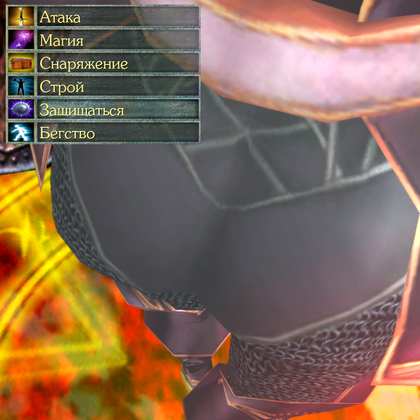 Атака
Магия
Снаряжение
Строй
Защищаться
Бегство